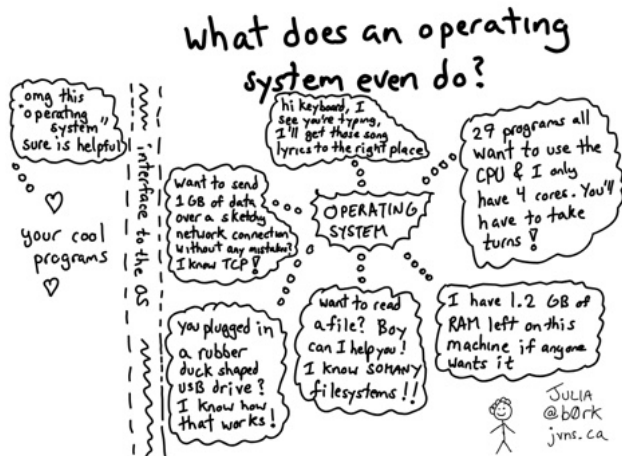 what does an operating
system even do?
omg this
"operating
system"
sure is helpful
your cool
programs
interface to the OS
hi keyboard, I
see you're typing,
I'll get those song
lyrics to the right place
29 programs all
want to use the
CPU & I only
have 4 cores. You'll
have to take
turns!
want to send
1 GB of data
over a sketchy
network connection
without any mistakes?
I know TCP!
OPERATING
SYSTEM
you plugged in
a rubber
duck shaped
USB drive?
I know how
that works!
want to read
a file? Boy
can I help you!
I know SO MANY
filesystems!!
I have 1.2 GB of
RAM left on this
machine if anyone
wants it
JULIA
@b0rk
jvns.ca